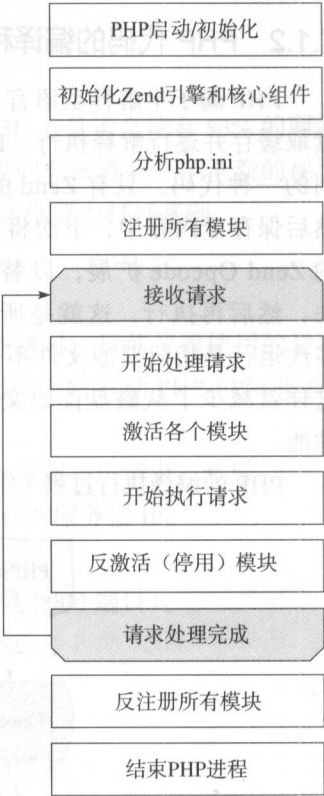 PHP启动/初始化
初始化Zend引擎和核心组件
分析php.ini
注册所有模块
接收请求
开始处理请求
激活各个模块
开始执行请求
反激活（停用）模块
请求处理完成
反注册所有模块
结束PHP进程